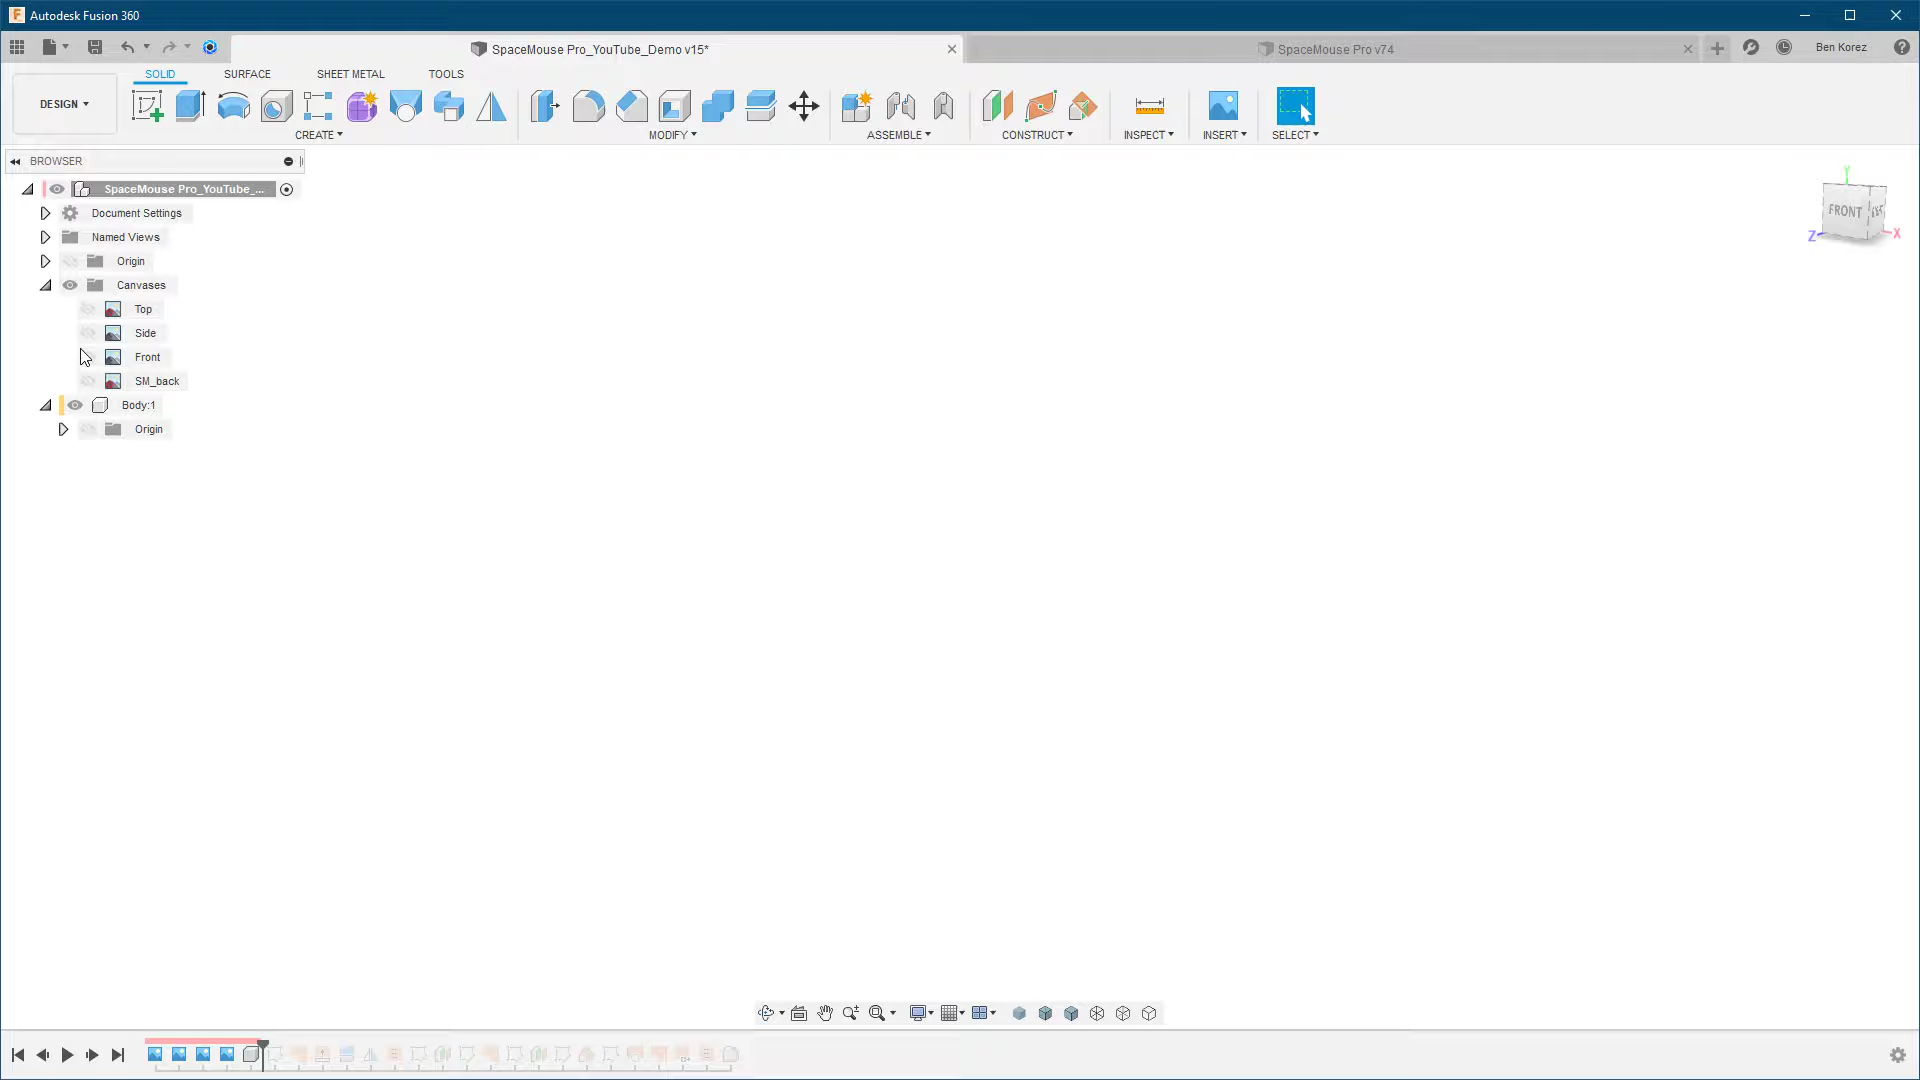 Autodesk Fusion 360
SpaceMouse Pro_YouTube_Demo v15*
SpaceMouse Pro v74
Ben Korez
SOLID
SURFACE
SHEET METAL
TOOLS
DESIGN
CREATE
MODIFY
ASSEMBLE
CONSTRUCT
INSPECT
INSERT
SELECT
BROWSER
SpaceMouse Pro_YouTube_...
Document Settings
Named Views
Origin
Canvases
Top
Side
Front
SM_back
Body:1
Origin
Y
FRONT
Z
X